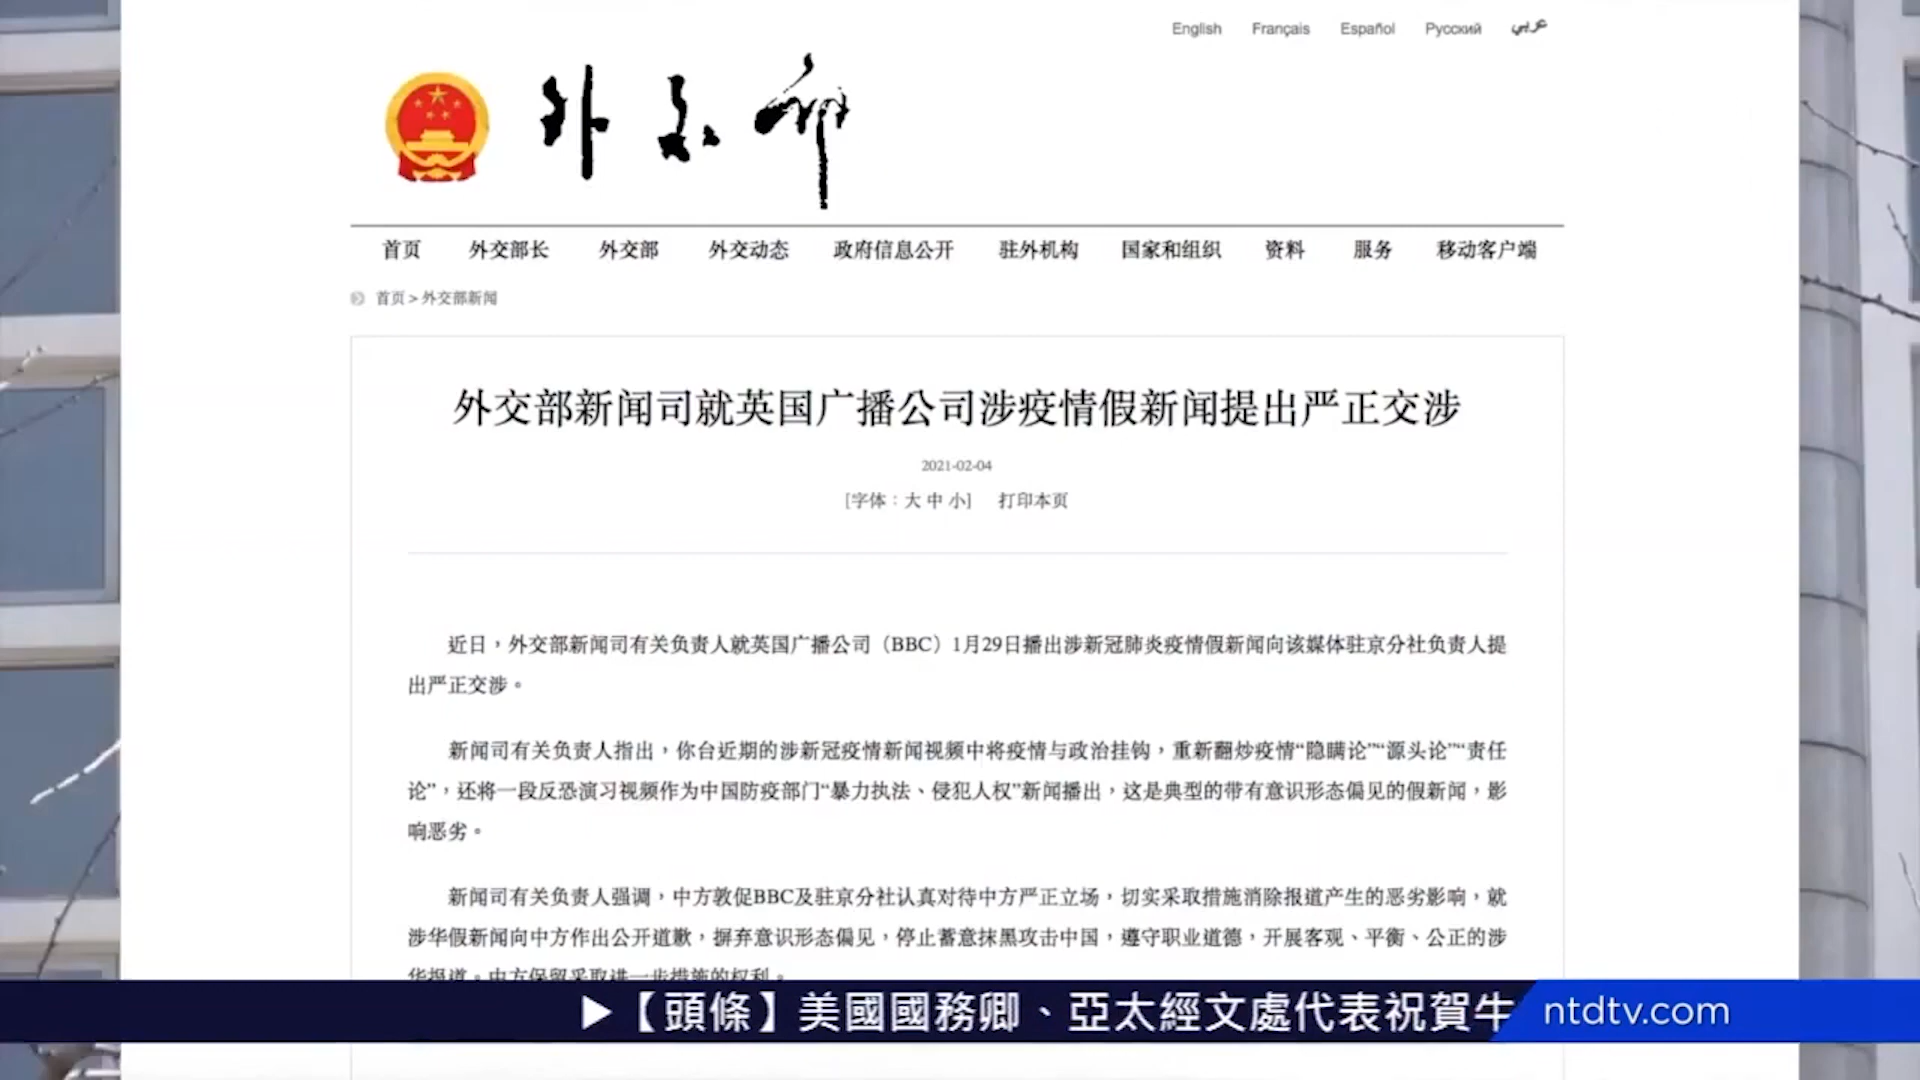 English Français Español Русский عربي
外交部
首页 外交部长 外交部 外交动态 政府信息公开 驻外机构 国家和组织 资料 服务 移动客户端
首页 > 外交部新闻
外交部新闻司就英国广播公司涉疫情假新闻提出严正交涉
2021-02-04
[字体：大 中 小] 打印本页
近日，外交部新闻司有关负责人就英国广播公司（BBC）1月29日播出涉新冠肺炎疫情假新闻向该媒体驻京分社负责人提
出严正交涉。
新闻司有关负责人指出，你台近期的涉新冠疫情新闻视频中将疫情与政治挂钩，重新翻炒疫情“隐瞒论”“源头论”“责任
论”，还将一段反恐演习视频作为中国防疫部门“暴力执法、侵犯人权”新闻播出，这是典型的带有意识形态偏见的假新闻，影
响恶劣。
新闻司有关负责人强调，中方敦促BBC及驻京分社认真对待中方严正立场，切实采取措施消除报道产生的恶劣影响，就
涉华假新闻向中方作出公开道歉，摒弃意识形态偏见，停止蓄意抹黑攻击中国，遵守职业道德，开展客观、平衡、公正的涉
华报道。中方保留采取进一步措施的权利。
▶【頭條】美國國務卿、亞太經文處代表祝賀牛 ntdtv.com